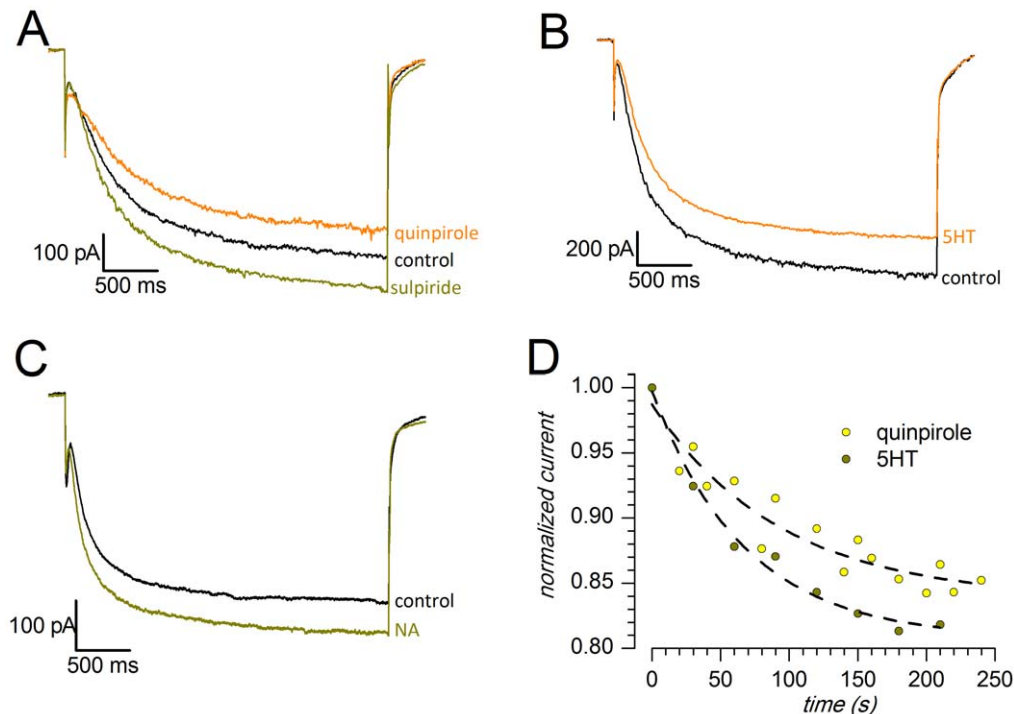 A
quinpirole
control
sulpiride
100 pA
500 ms
B
5HT
control
200 pA
500 ms
C
control
NA
100 pA
500 ms
D
normalized current
1.00
0.95
0.90
0.85
0.80
quinpirole
5HT
0 50 100 150 200 250
time (s)